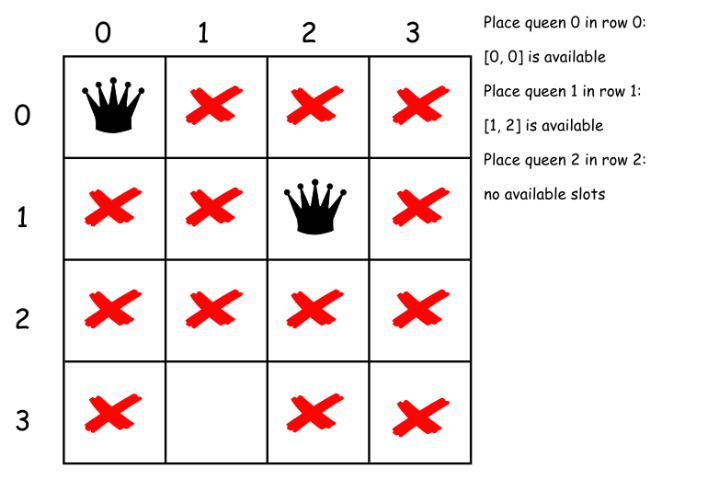 0 1 2 3
0
1
2
3
Place queen 0 in row 0:
[0, 0] is available
Place queen 1 in row 1:
[1, 2] is available
Place queen 2 in row 2:
no available slots